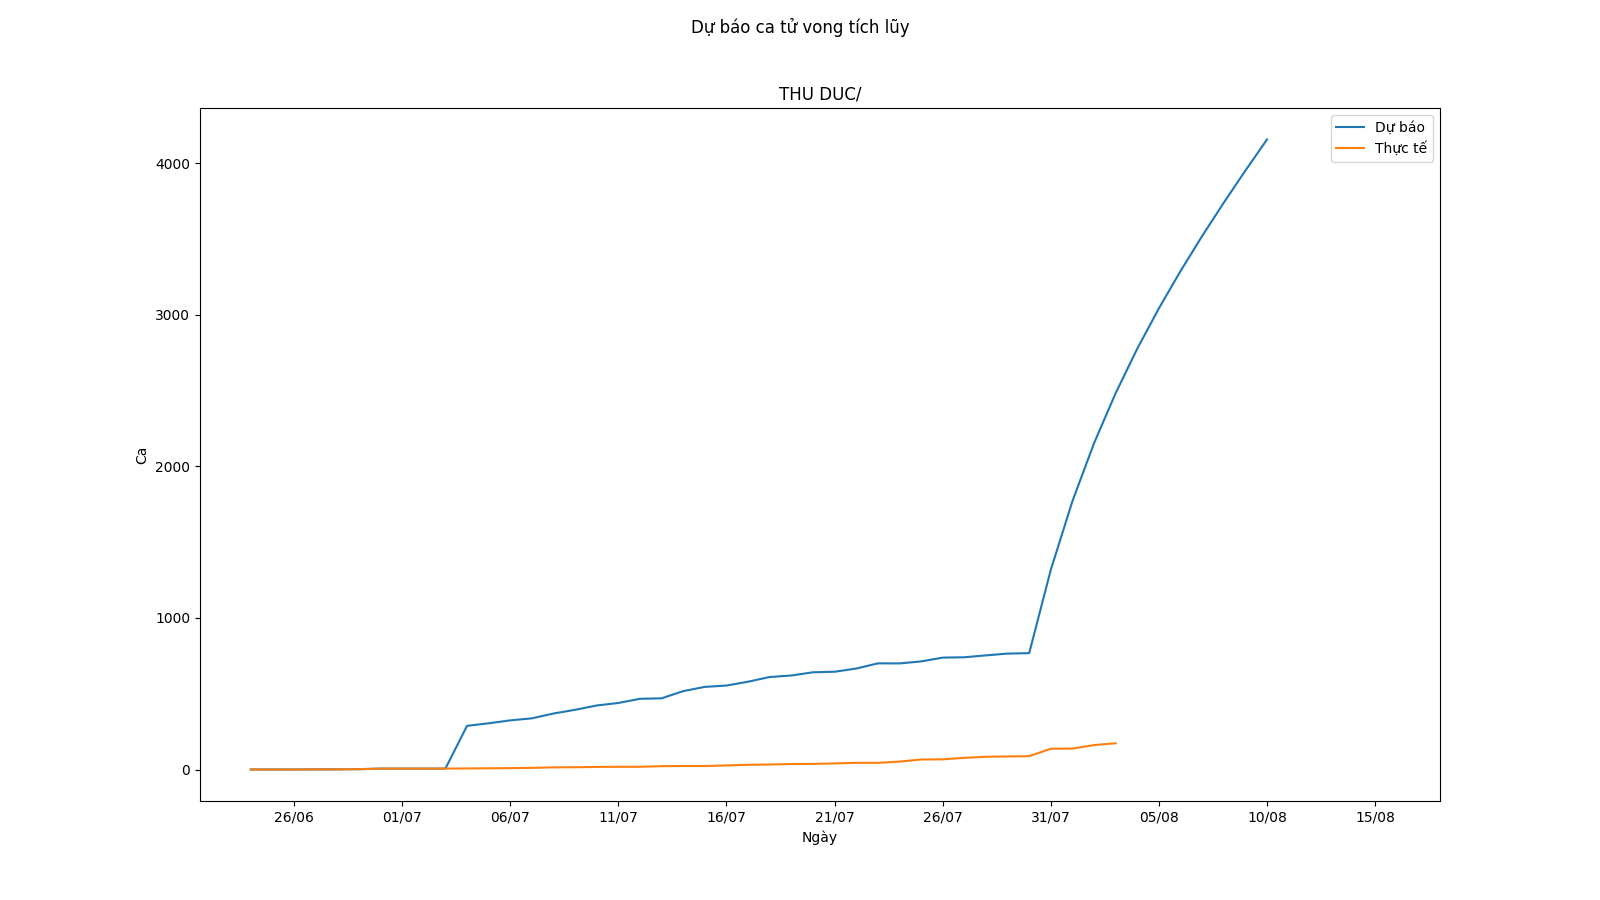 Dự báo ca tử vong tích lũy
THU DUC/
Dự báo
Thực tế
4000
3000
2000
1000
0
Ca
26/06
01/07
06/07
11/07
16/07
21/07
26/07
31/07
05/08
10/08
15/08
Ngày